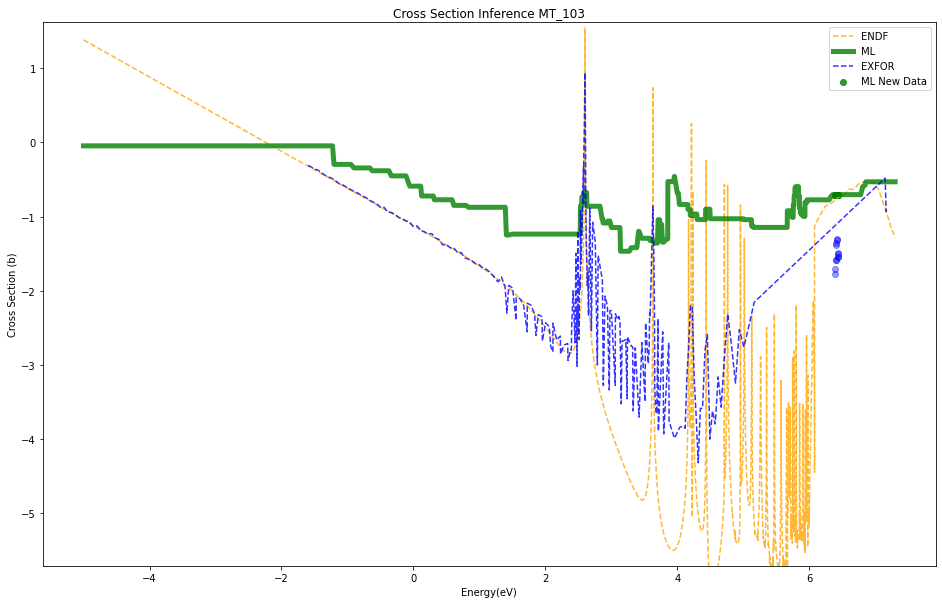 Cross Section Inference MT_103
ENDF
ML
EXFOR
ML New Data
Cross Section (b)
1
0
−1
−2
−3
−4
−5
−4
−2
0
2
4
6
Energy(eV)